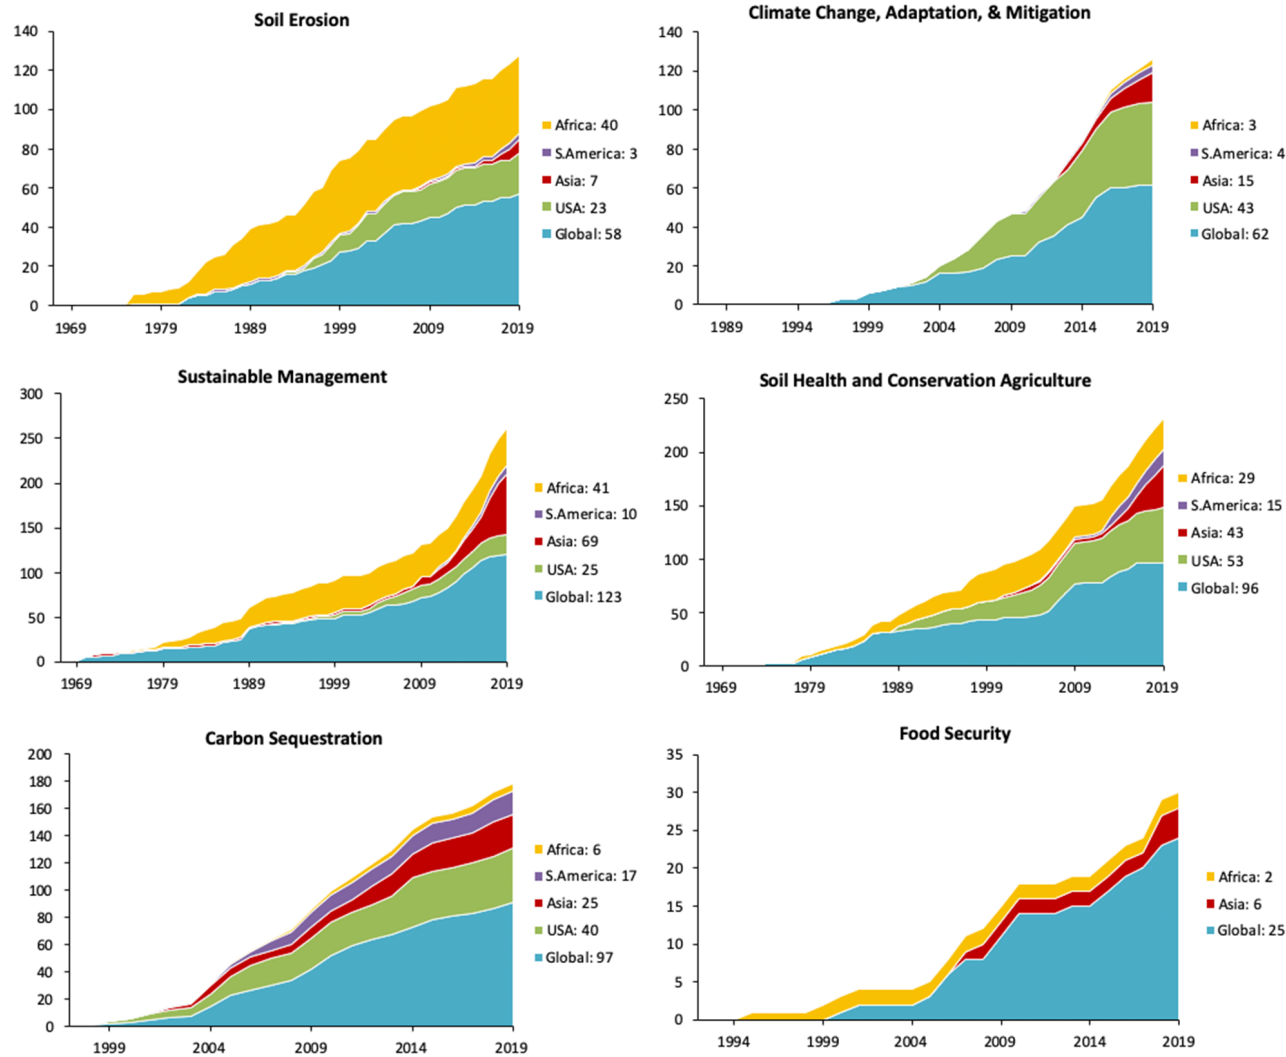 Soil Erosion
140
120
100
80
60
40
20
0
1969 1979 1989 1999 2009 2019
Africa: 40
S.America: 3
Asia: 7
USA: 23
Global: 58
Climate Change, Adaptation, & Mitigation
140
120
100
80
60
40
20
0
1989 1994 1999 2004 2009 2014 2019
Africa: 3
S.America: 4
Asia: 15
USA: 43
Global: 62
Sustainable Management
300
250
200
150
100
50
0
1969 1979 1989 1999 2009 2019
Africa: 41
S.America: 10
Asia: 69
USA: 25
Global: 123
Soil Health and Conservation Agriculture
250
200
150
100
50
0
1969 1979 1989 1999 2009 2019
Africa: 29
S.America: 15
Asia: 43
USA: 53
Global: 96
Carbon Sequestration
200
180
160
140
120
100
80
60
40
20
0
1999 2004 2009 2014 2019
Africa: 6
S.America: 17
Asia: 25
USA: 40
Global: 97
Food Security
35
30
25
20
15
10
5
0
1994 1999 2004 2009 2014 2019
Africa: 2
Asia: 6
Global: 25